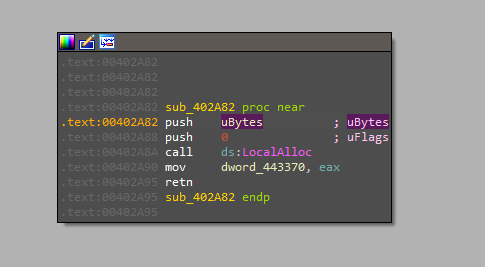 .text:00402A82
.text:00402A82
.text:00402A82
.text:00402A82 sub_402A82 proc near
.text:00402A82 push    uBytes          ; uBytes
.text:00402A88 push    0               ; uFlags
.text:00402A8A call    ds:LocalAlloc
.text:00402A90 mov     dword_443370, eax
.text:00402A95 retn
.text:00402A95 sub_402A82 endp
.text:00402A95